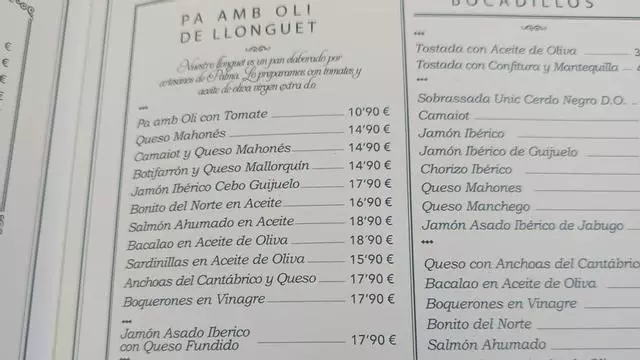 PA AMB OLI
DE LLONGUET
Nuestro llonguet es un pan elaborado por
artesanos de Palma. Lo preparamos con tomates y
aceite de oliva virgen extra d.o.
Pa amb Oli con Tomate 10'90 €
Queso Mahonés 14'90 €
Camaiot y Queso Mahonés 14'90 €
Botifarrón y Queso Mallorquín 14'90 €
Jamón Ibérico Cebo Guijuelo 17'90 €
Bonito del Norte en Aceite 16'90 €
Salmón Ahumado en Aceite 18'90 €
Bacalao en Aceite de Oliva 18'90 €
Sardinillas en Aceite de Oliva 15'90 €
Anchoas del Cantábrico y Queso 17'90 €
Boquerones en Vinagre 17'90 €
Jamón Asado Iberico
con Queso Fundido 17'90 €
BOCADILLOS
Tostada con Aceite de Oliva
Tostada con Confitura y Mantequilla
Sobrassada Unic Cerdo Negro D.O.
Camaiot
Jamón Ibérico
Jamón Ibérico de Guijuelo
Chorizo Ibérico
Queso Mahones
Queso Manchego
Jamón Asado Ibérico de Jabugo
Queso con Anchoas del Cantábrico
Bacalao en Aceite de Oliva
Boquerones en Vinagre
Bonito del Norte
Salmón Ahumado